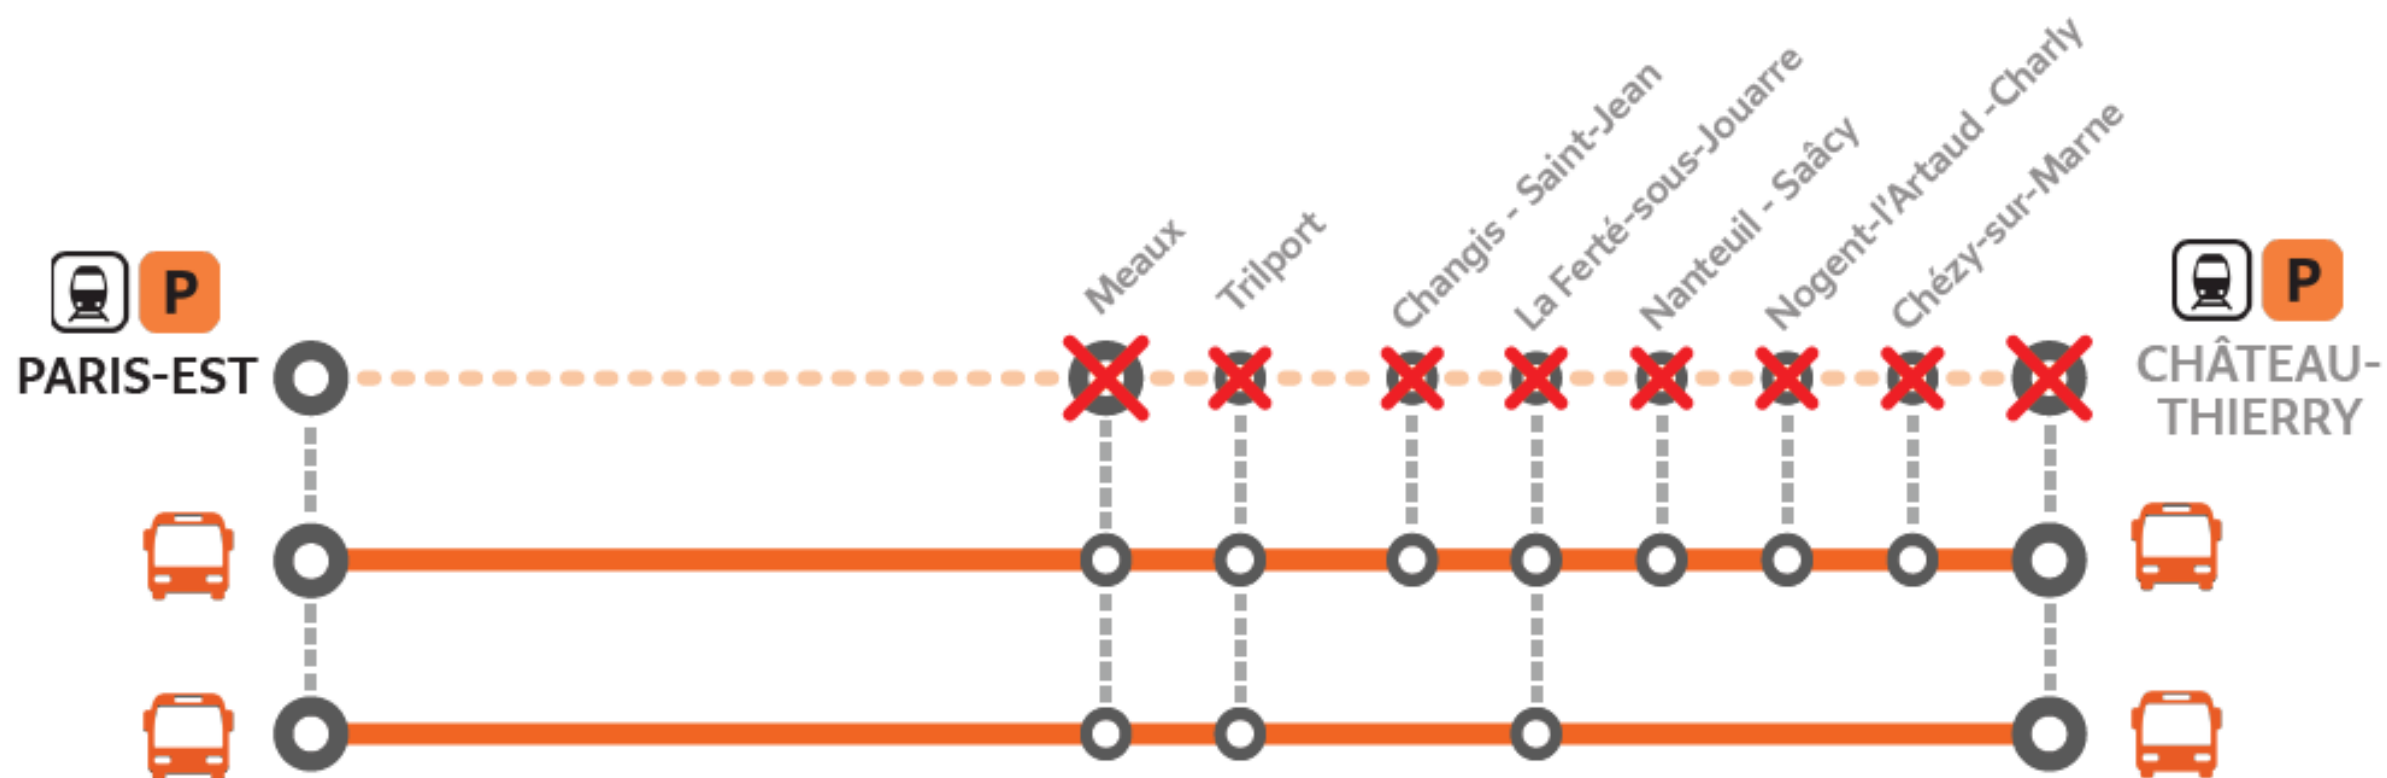 P
PARIS-EST
Meaux
Trilport
Changis - Saint-Jean
La Ferté-sous-Jouarre
Nanteuil - Saâcy
Nogent-l'Artaud -Charly
Chézy-sur-Marne
P
CHÂTEAU-
THIERRY